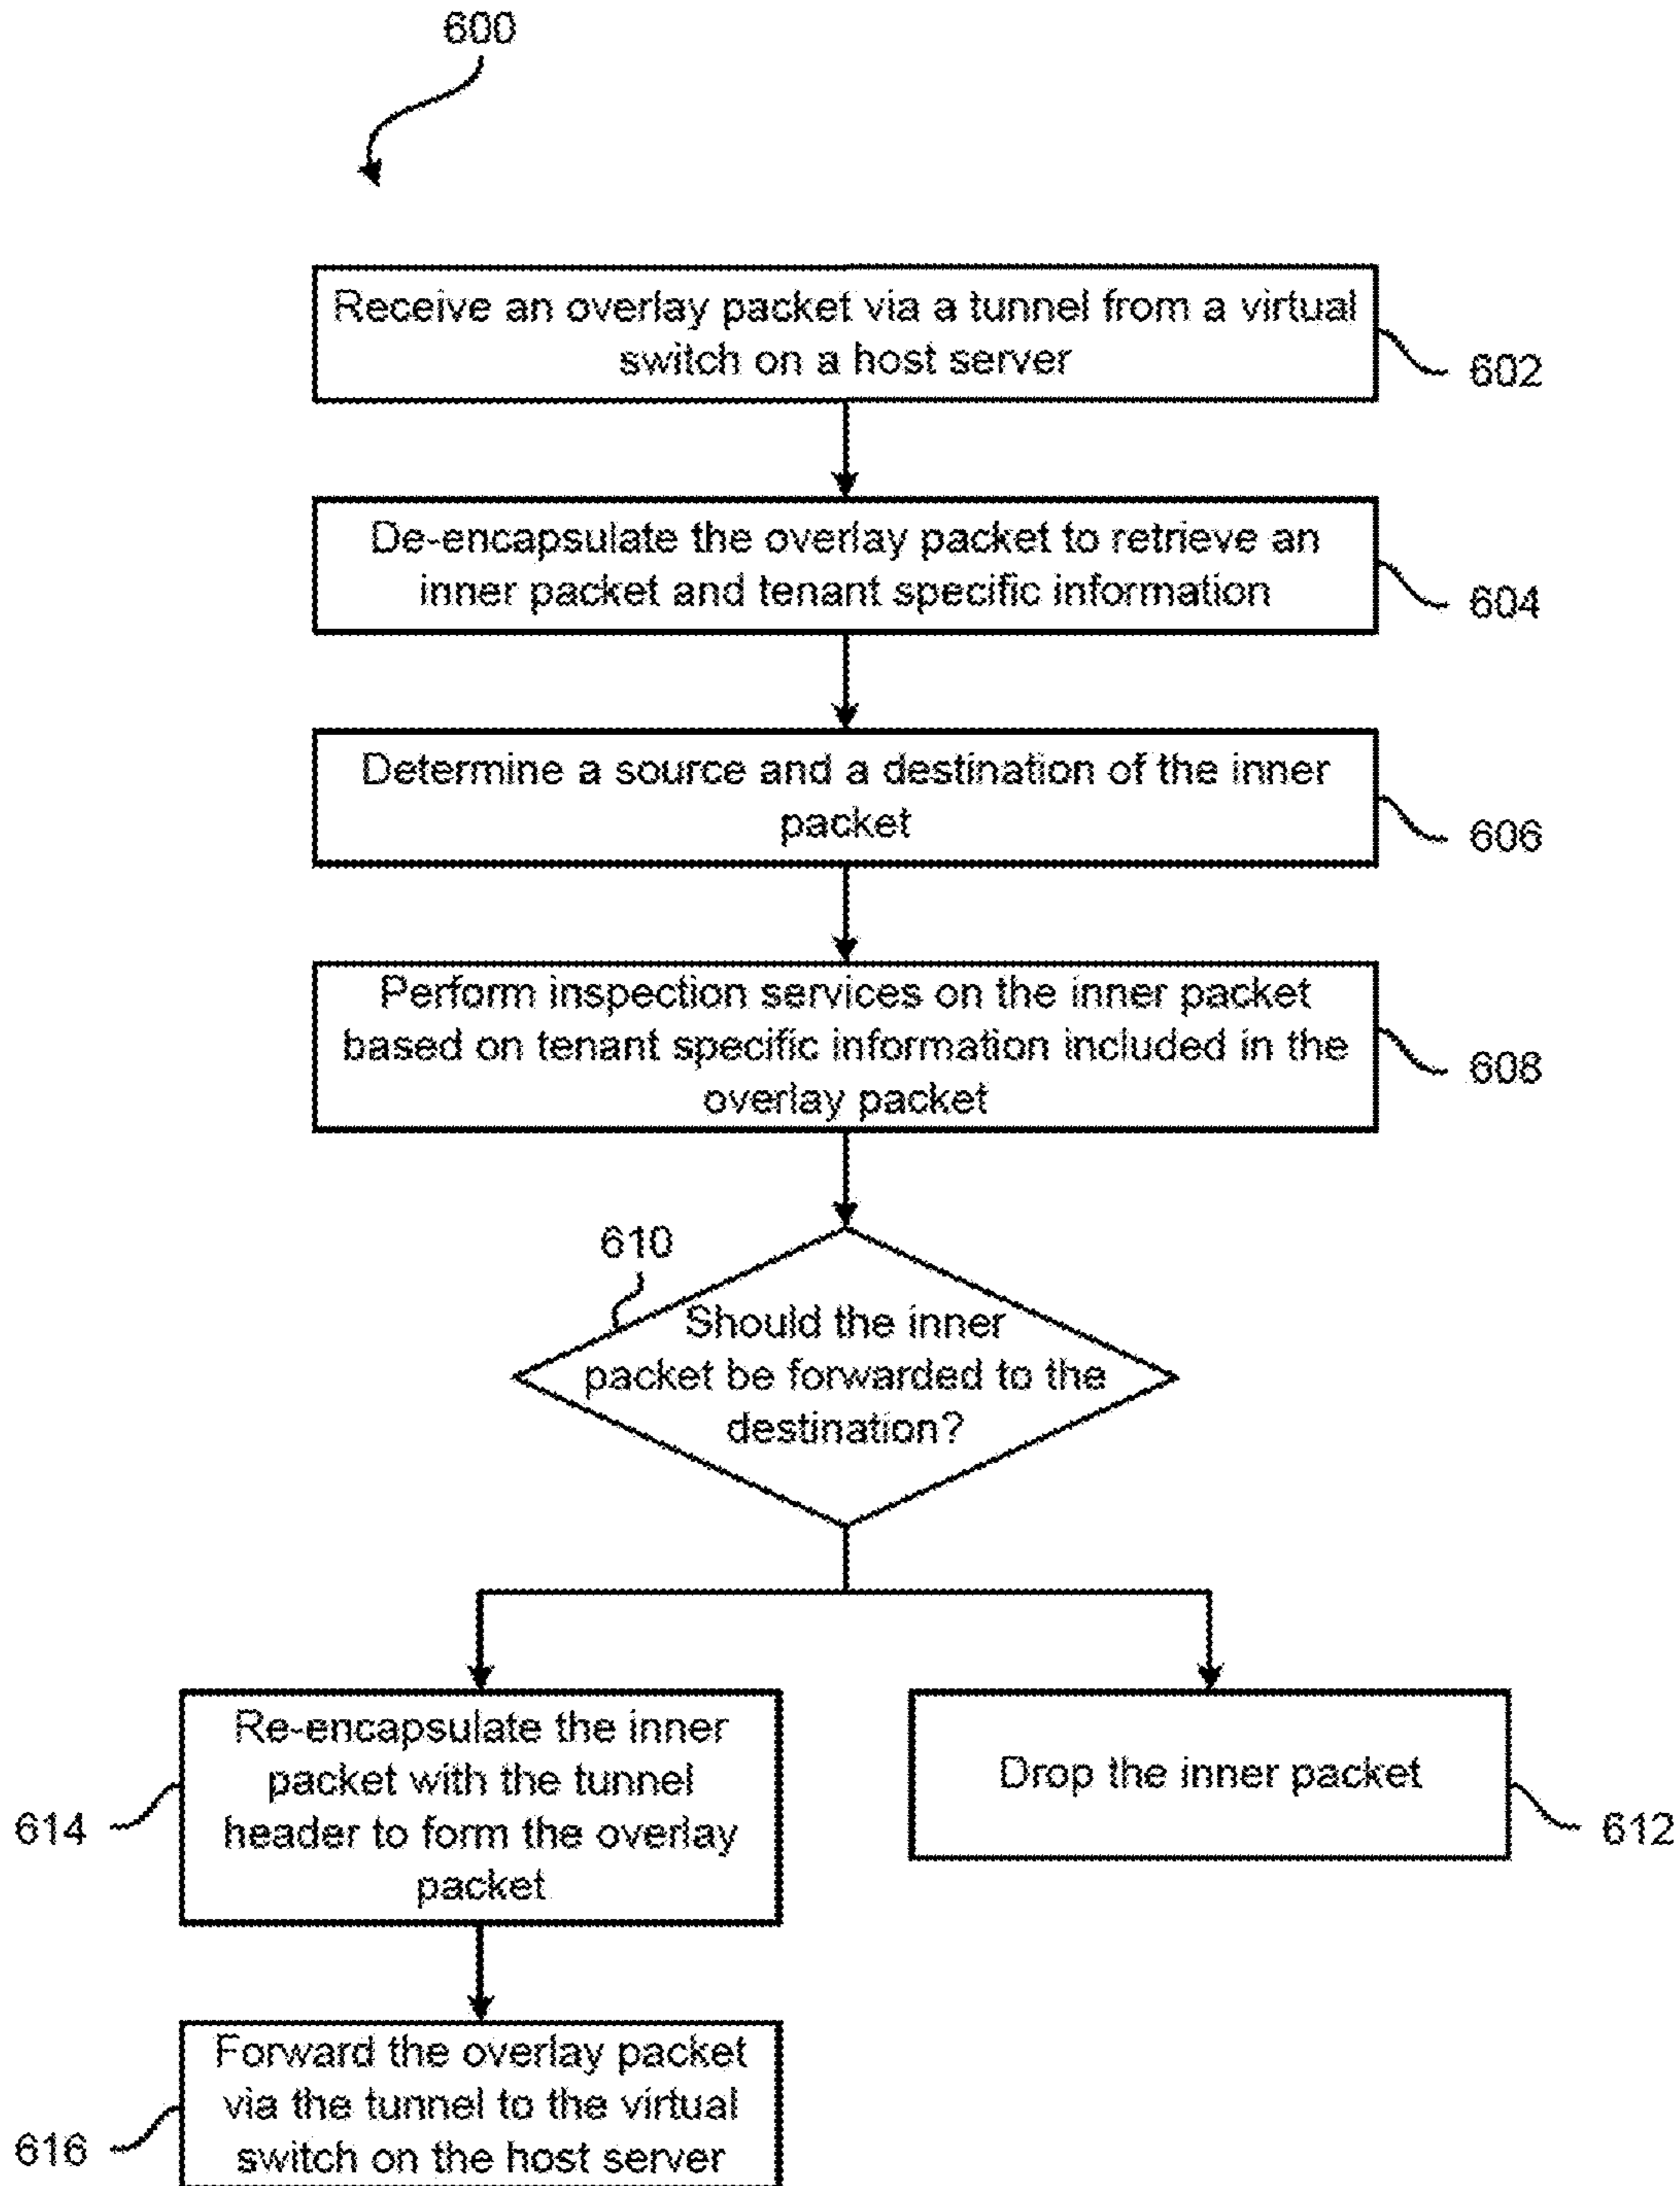 600
Receive an overlay packet via a tunnel from a virtual
switch on a host server
602
De-encapsulate the overlay packet to retrieve an
inner packet and tenant specific information
604
Determine a source and a destination of the inner
packet
606
Perform inspection services on the inner packet
based on tenant specific information included in the
overlay packet
608
610
Should the inner
packet be forwarded to the
destination?
Re-encapsulate the inner
packet with the tunnel
header to form the overlay
packet
614
Drop the inner packet
612
Forward the overlay packet
via the tunnel to the virtual
switch on the host server
616